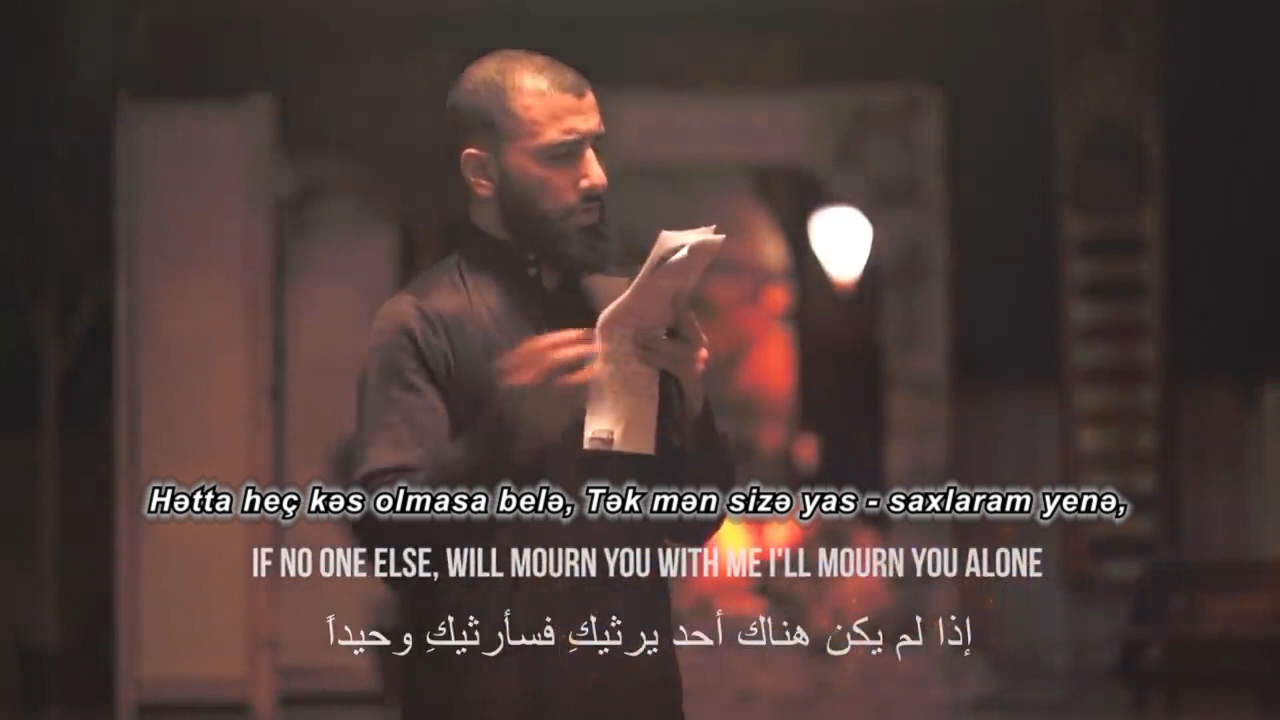 Hətta heç kəs olmasa belə, Tək mən sizə yas - saxlaram yenə,
IF NO ONE ELSE, WILL MOURN YOU WITH ME I'LL MOURN YOU ALONE
إذا لم يكن هناك أحد يرثيكِ فسأرثيكِ وحيداً